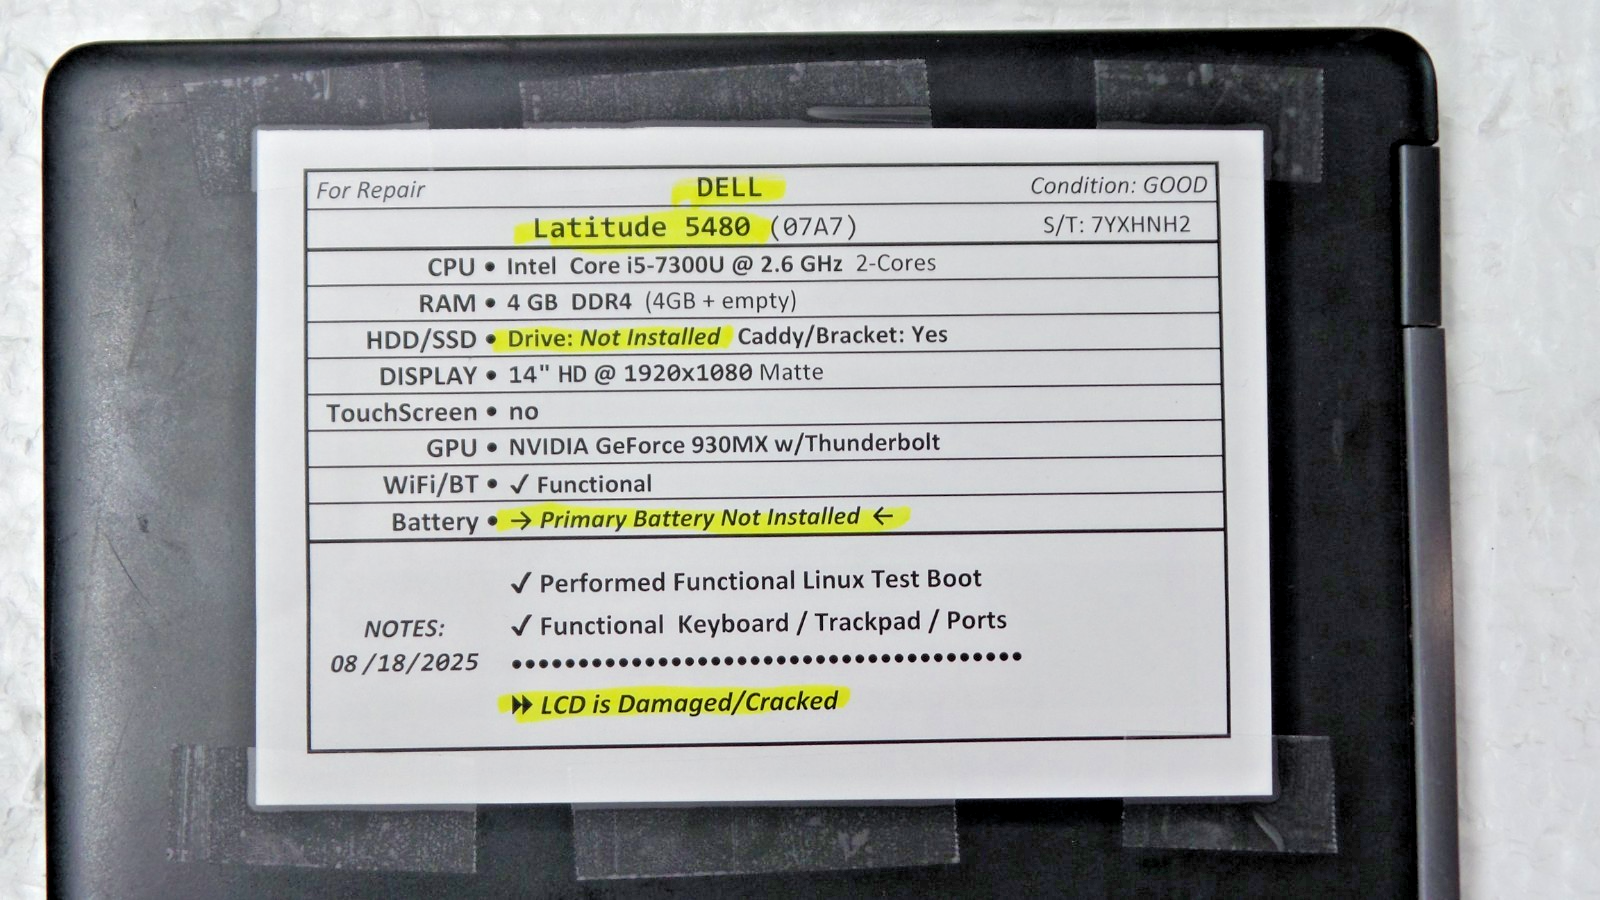 For Repair DELL Condition: GOOD
Latitude 5480 (07A7) S/T: 7YXHNH2
CPU • Intel Core i5-7300U @ 2.6 GHz 2-Cores
RAM • 4 GB DDR4 (4GB + empty)
HDD/SSD • Drive: Not Installed Caddy/Bracket: Yes
DISPLAY • 14" HD @ 1920x1080 Matte
TouchScreen • no
GPU • NVIDIA GeForce 930MX w/Thunderbolt
WiFi/BT • ✓ Functional
Battery • → Primary Battery Not Installed ←
✓ Performed Functional Linux Test Boot
✓ Functional Keyboard / Trackpad / Ports
NOTES:
08/18/2025
•••••••••••••••••••••••••••••••••••••••
⏩ LCD is Damaged/Cracked